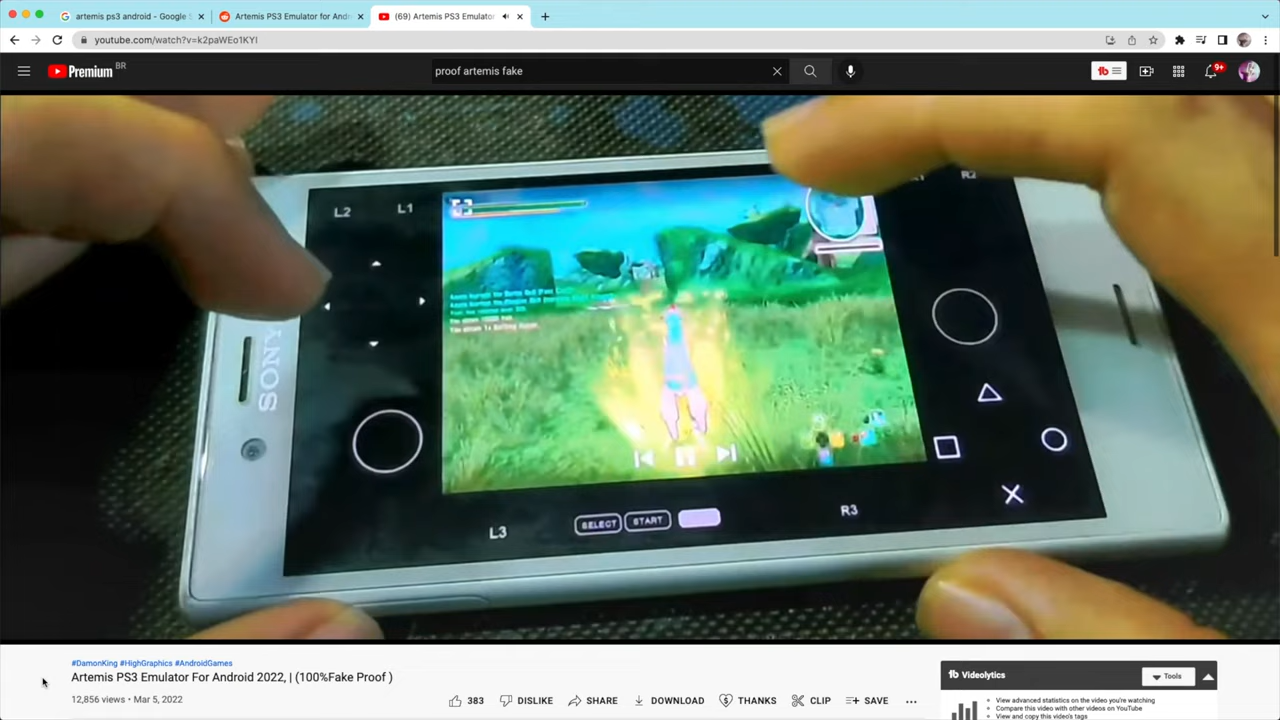 artemis ps3 android - Google S
Artemis PS3 Emulator for And
(69) Artemis PS3 Emulator
youtube.com/watch?v=k2paWEo1KYI
Premium BR
proof artemis fake
9+
L2
L1
R2
SONY
L3
SELECT
START
R3
#DamonKing #HighGraphics #AndroidGames
Artemis PS3 Emulator For Android 2022, | (100%Fake Proof )
12,856 views • Mar 5, 2022
383
DISLIKE
SHARE
DOWNLOAD
THANKS
CLIP
SAVE
Videolytics
Tools
View advanced statistics on the video you're watching
Compare this video with other videos on YouTube
View and copy this video's tags